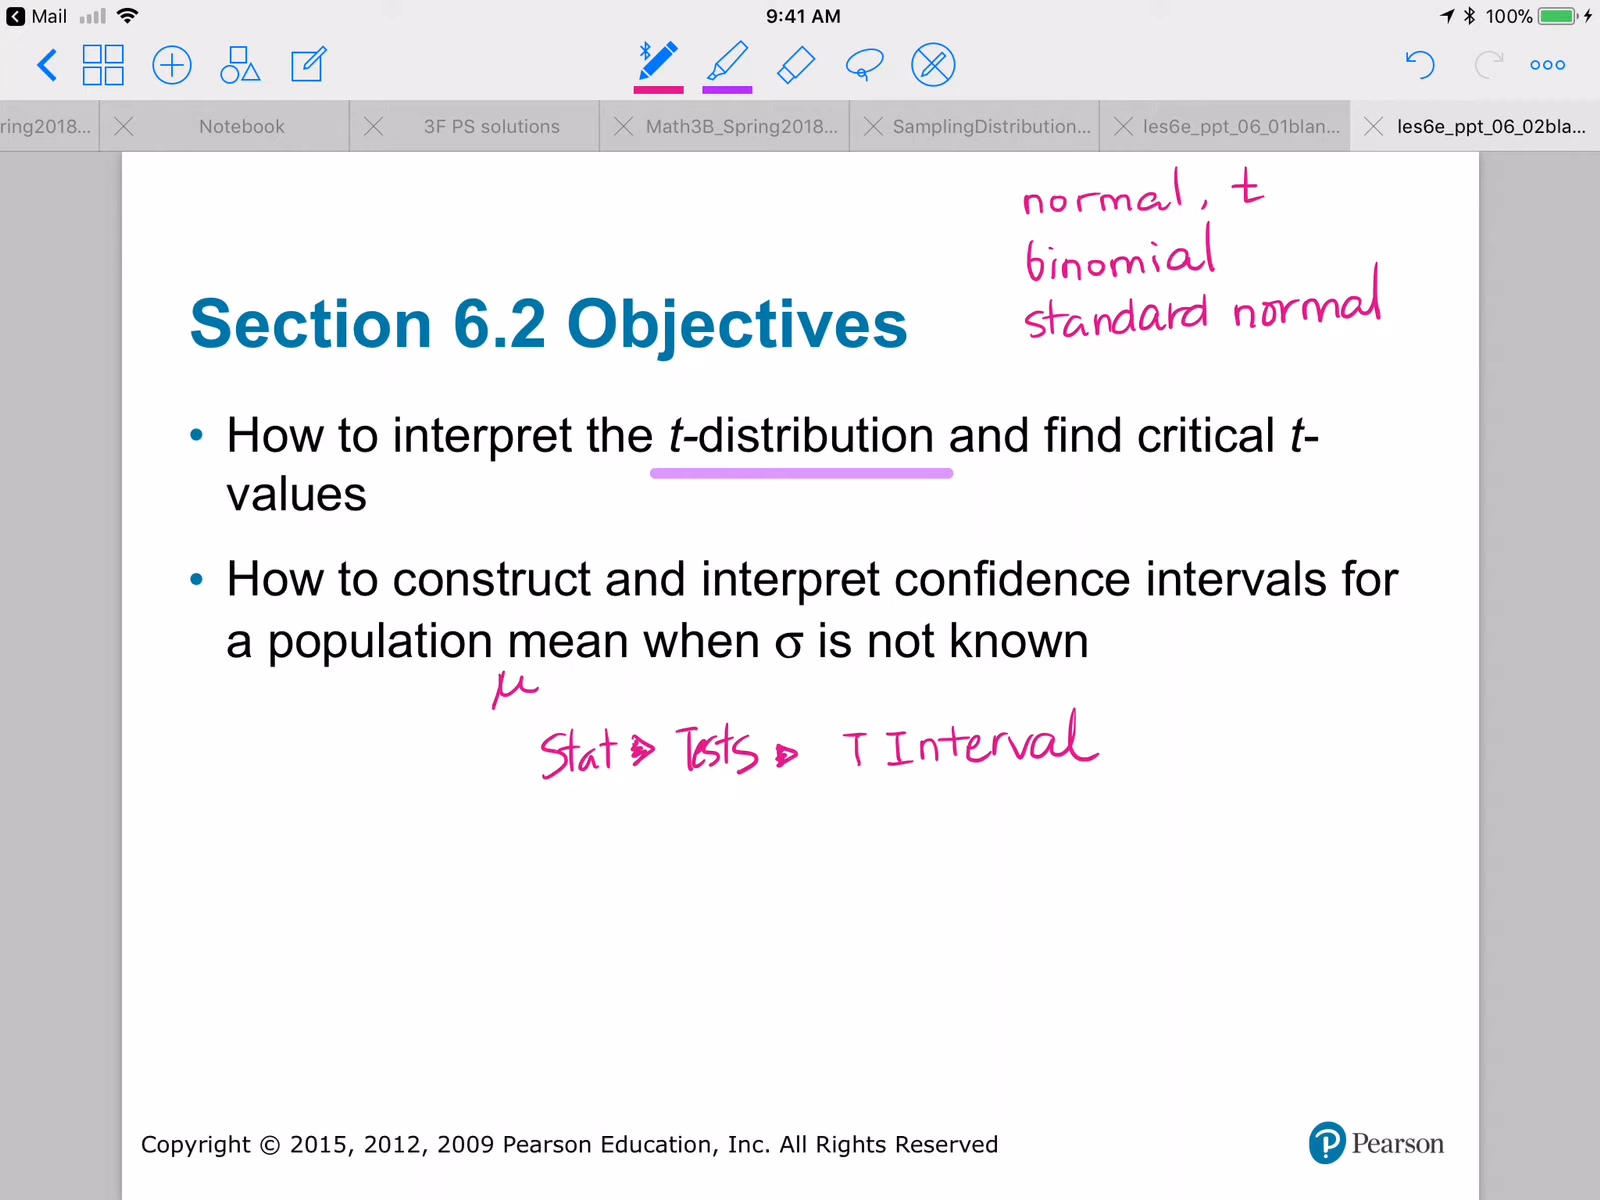 Mail
9:41 AM
100%
ring2018...
Notebook
3F PS solutions
Math3B_Spring2018...
SamplingDistribution...
les6e_ppt_06_01blan...
les6e_ppt_06_02bla...
normal, t
binomial
standard normal
Section 6.2 Objectives
• How to interpret the t-distribution and find critical t-
values
• How to construct and interpret confidence intervals for
a population mean when σ is not known
μ
Stat ▷ Tests ▷ T Interval
Copyright © 2015, 2012, 2009 Pearson Education, Inc. All Rights Reserved
P Pearson